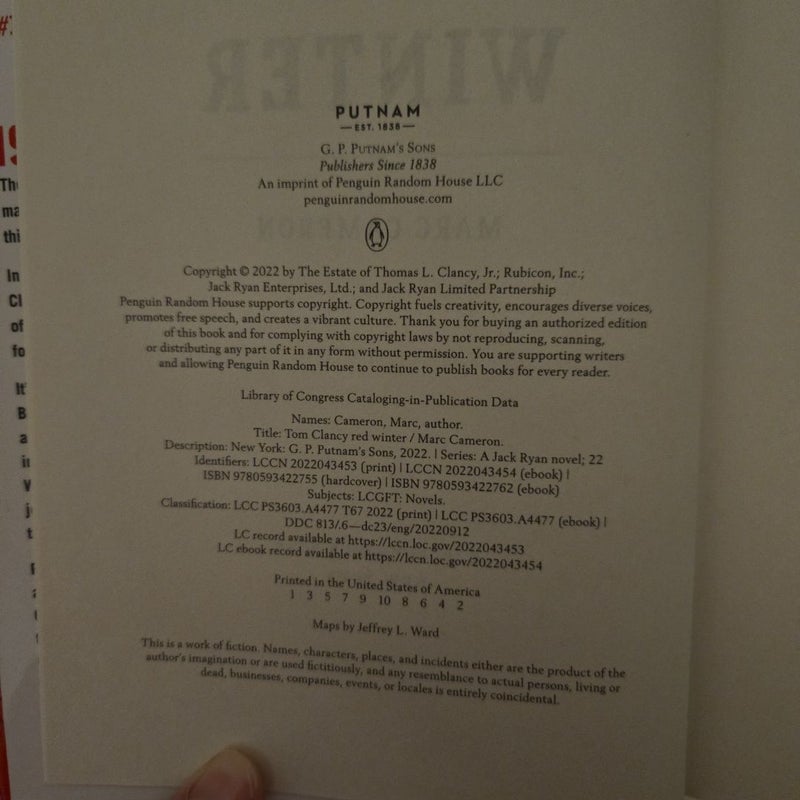 PUTNAM
—EST. 1838—
G. P. PUTNAM'S SONS
Publishers Since 1838
An imprint of Penguin Random House LLC
penguinrandomhouse.com
Copyright © 2022 by The Estate of Thomas L. Clancy, Jr.; Rubicon, Inc.;
Jack Ryan Enterprises, Ltd.; and Jack Ryan Limited Partnership
Penguin Random House supports copyright. Copyright fuels creativity, encourages diverse voices,
promotes free speech, and creates a vibrant culture. Thank you for buying an authorized edition
of this book and for complying with copyright laws by not reproducing, scanning,
or distributing any part of it in any form without permission. You are supporting writers
and allowing Penguin Random House to continue to publish books for every reader.
Library of Congress Cataloging-in-Publication Data
Names: Cameron, Marc, author.
Title: Tom Clancy red winter / Marc Cameron.
Description: New York: G. P. Putnam's Sons, 2022. | Series: A Jack Ryan novel; 22
Identifiers: LCCN 2022043453 (print) | LCCN 2022043454 (ebook) |
ISBN 9780593422755 (hardcover) | ISBN 9780593422762 (ebook)
Subjects: LCGFT: Novels.
Classification: LCC PS3603.A4477 T67 2022 (print) | LCC PS3603.A4477 (ebook) |
DDC 813/.6—dc23/eng/20220912
LC record available at https://lccn.loc.gov/2022043453
LC ebook record available at https://lccn.loc.gov/2022043454
Printed in the United States of America
1 3 5 7 9 10 8 6 4 2
Maps by Jeffrey L. Ward
This is a work of fiction. Names, characters, places, and incidents either are the product of the
author's imagination or are used fictitiously, and any resemblance to actual persons, living or
dead, businesses, companies, events, or locales is entirely coincidental.